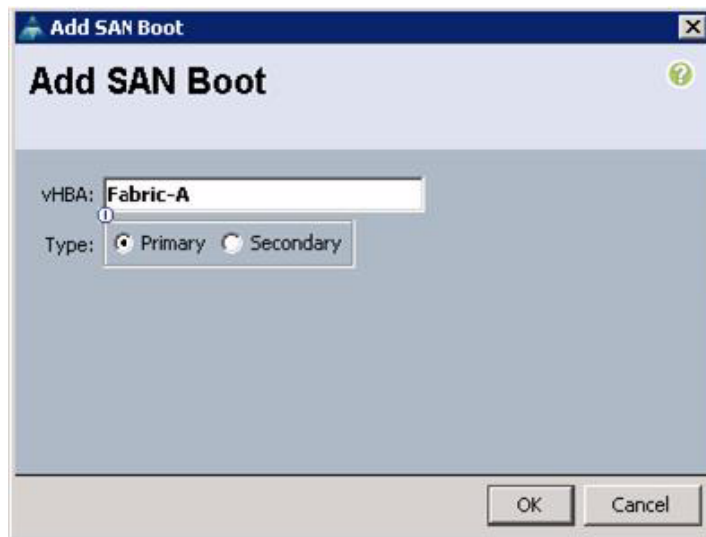 Add SAN Boot
Add SAN Boot
vHBA: Fabric-A
Type: Primary Secondary
OK Cancel